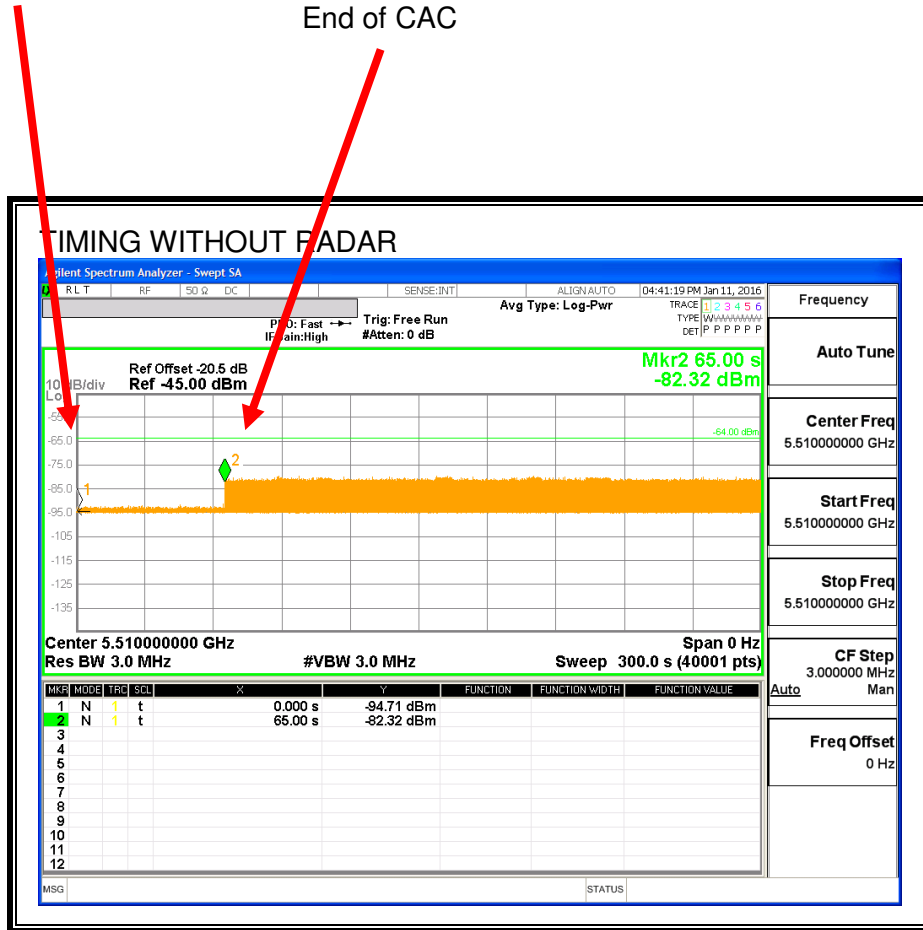 End of CAC
TIMING WITHOUT RADAR
Agilent Spectrum Analyzer - Swept SA
R L T RF 50 Ω DC SENSE:INT ALIGN AUTO 04:41:19 PM Jan 11, 2016
Avg Type: Log-Pwr
TRACE 1 2 3 4 5 6
TYPE
DET P P P P P P
Fast
Trig: Free Run
#Atten: 0 dB
Mkr2 65.00 s
-82.32 dBm
Ref Offset -20.5 dB
Ref -45.00 dBm
-64.00 dBm
-65.0
-75.0
-85.0
-95.0
-105
-115
-125
-135
1
2
Center 5.510000000 GHz
Span 0 Hz
Res BW 3.0 MHz #VBW 3.0 MHz Sweep 300.0 s (40001 pts)
MKR MODE TRC SCL X Y FUNCTION FUNCTION WIDTH FUNCTION VALUE
1 N 1 t 0.000 s -94.71 dBm
2 N 1 t 65.00 s -82.32 dBm
3
4
5
6
7
8
9
10
11
12
MSG STATUS
Frequency
Auto Tune
Center Freq
5.510000000 GHz
Start Freq
5.510000000 GHz
Stop Freq
5.510000000 GHz
CF Step
3.000000 MHz
Auto Man
Freq Offset
0 Hz